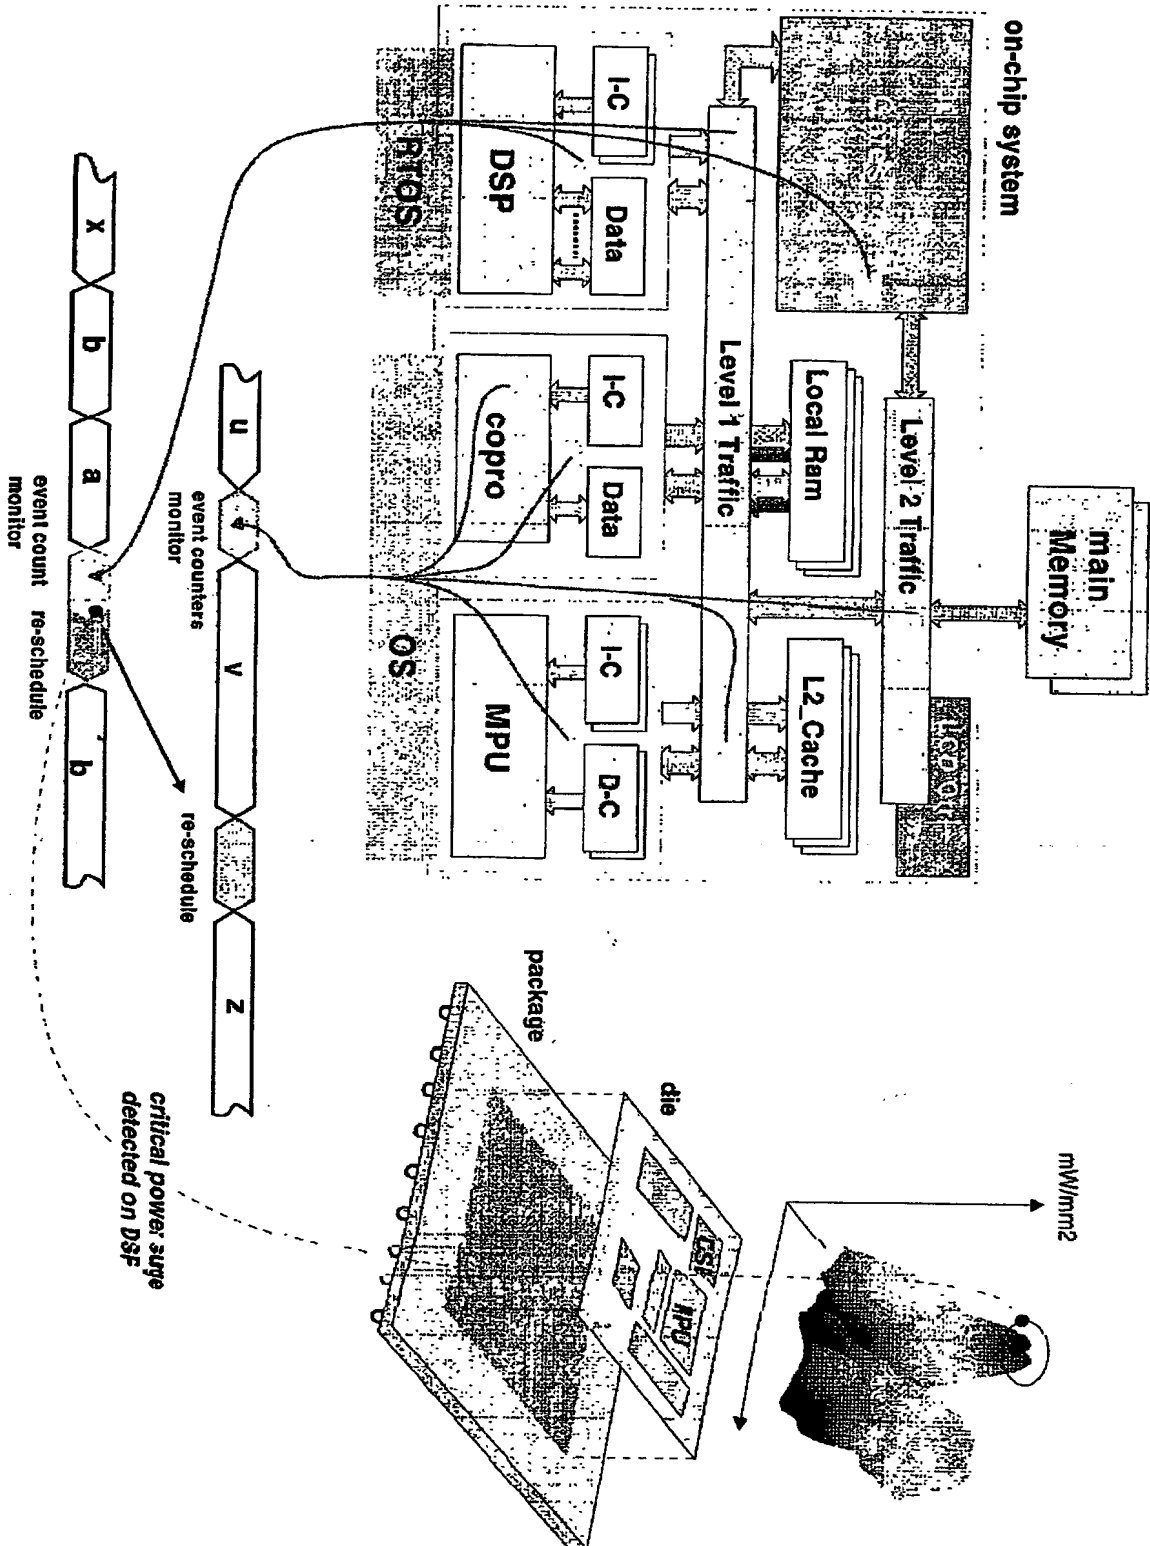 on-chip system
main
Memory
Level 2 Traffic
Local Ram
L2_Cache
Level 1 Traffic
I-C
Data
I-C
Data
I-C
D-C
DSP
copro
MPU
RTOS
OS
u
v
z
event counters
monitor
re-schedule
x
b
a
b
event count
monitor
re-schedule
mW/mm2
die
package
critical power surge
detected on DSP